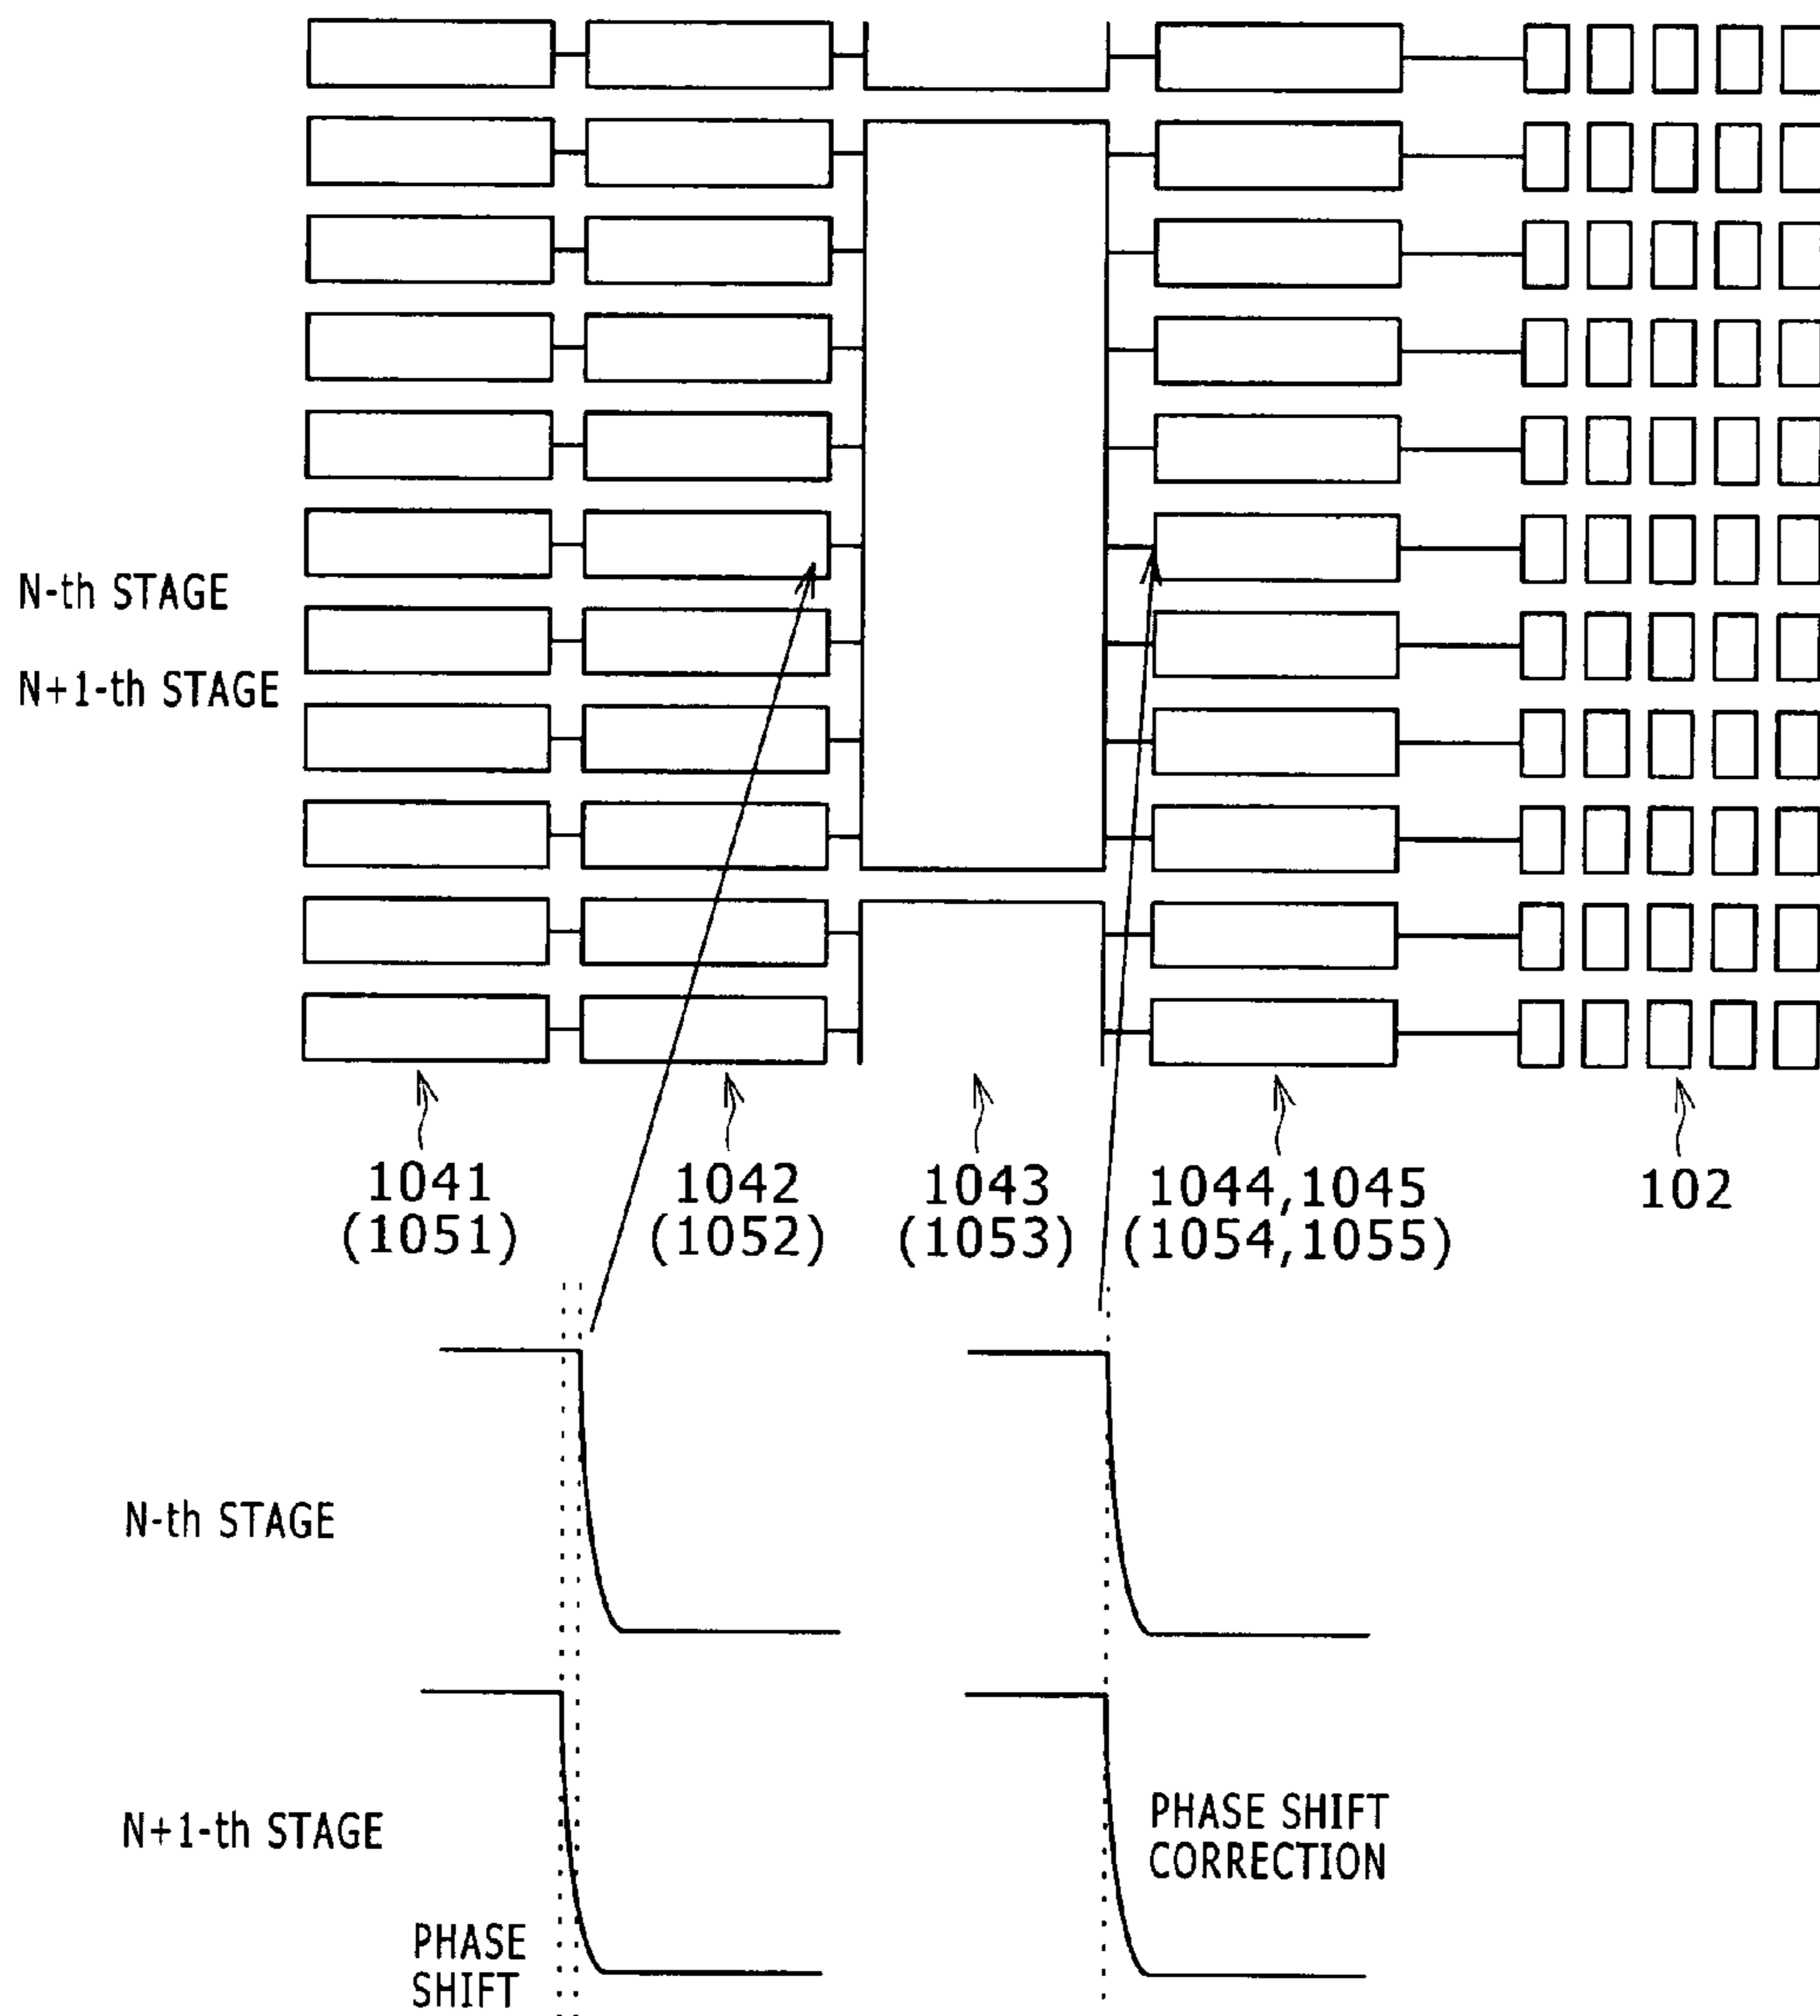 N-th STAGE
N+1-th STAGE
1041
(1051)
1042
(1052)
1043
(1053)
1044,1045
(1054,1055)
102
N-th STAGE
N+1-th STAGE
PHASE SHIFT
CORRECTION
PHASE
SHIFT